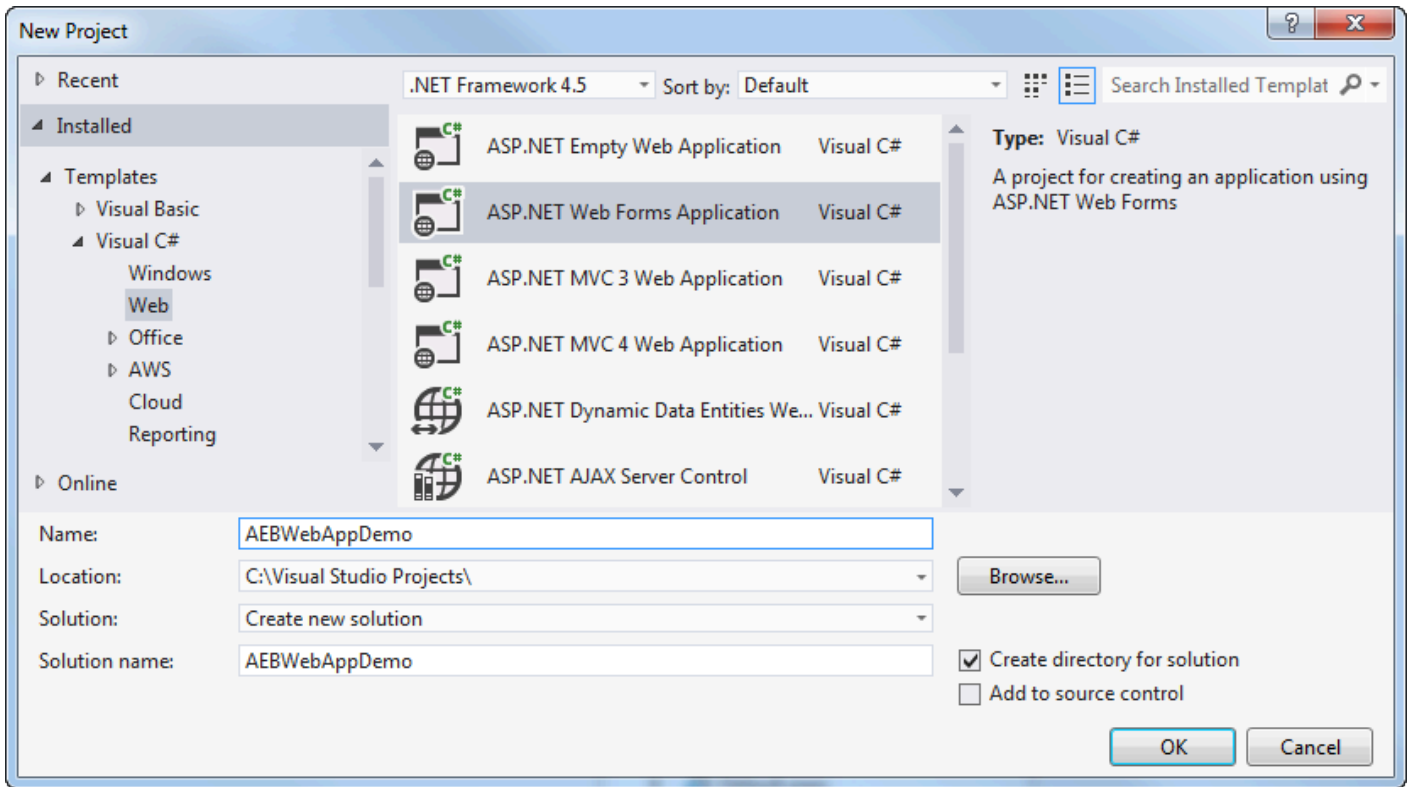 New Project
Recent
.NET Framework 4.5
Sort by: Default
Search Installed Templat
Installed
Templates
Visual Basic
Visual C#
Windows
Web
Office
AWS
Cloud
Reporting
Online
C# ASP.NET Empty Web Application Visual C#
C# ASP.NET Web Forms Application Visual C#
C# ASP.NET MVC 3 Web Application Visual C#
C# ASP.NET MVC 4 Web Application Visual C#
C# ASP.NET Dynamic Data Entities We... Visual C#
C# ASP.NET AJAX Server Control Visual C#
Type: Visual C#
A project for creating an application using
ASP.NET Web Forms
Name: AEBWebAppDemo
Location: C:\Visual Studio Projects\
Browse...
Solution: Create new solution
Solution name: AEBWebAppDemo
Create directory for solution
Add to source control
OK
Cancel